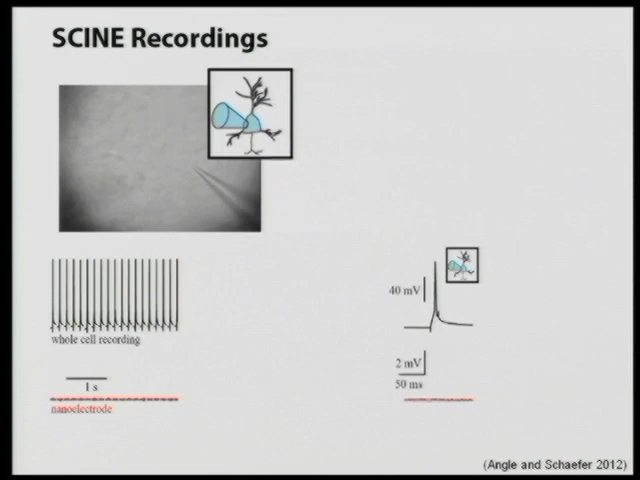 SCINE Recordings
whole cell recording
1 s
nanoelectrode
40 mV
2 mV
50 ms
(Angle and Schaefer 2012)